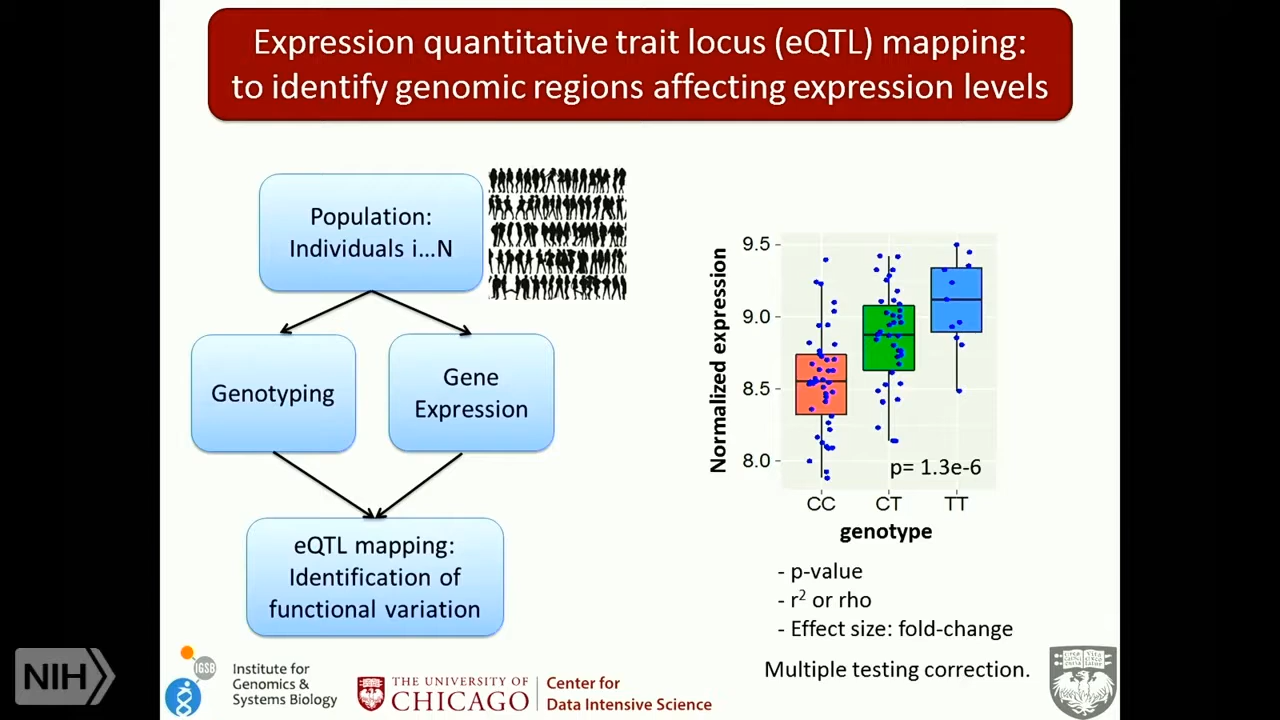 Expression quantitative trait locus (eQTL) mapping:
to identify genomic regions affecting expression levels
Population:
Individuals i...N
Genotyping
Gene
Expression
eQTL mapping:
Identification of
functional variation
Normalized expression
9.5
9.0
8.5
8.0
p= 1.3e-6
CC
CT
TT
genotype
- p-value
- r² or rho
- Effect size: fold-change
Multiple testing correction.
NIH
IGSB
Institute for
Genomics &
Systems Biology
THE UNIVERSITY OF
CHICAGO
Center for
Data Intensive Science